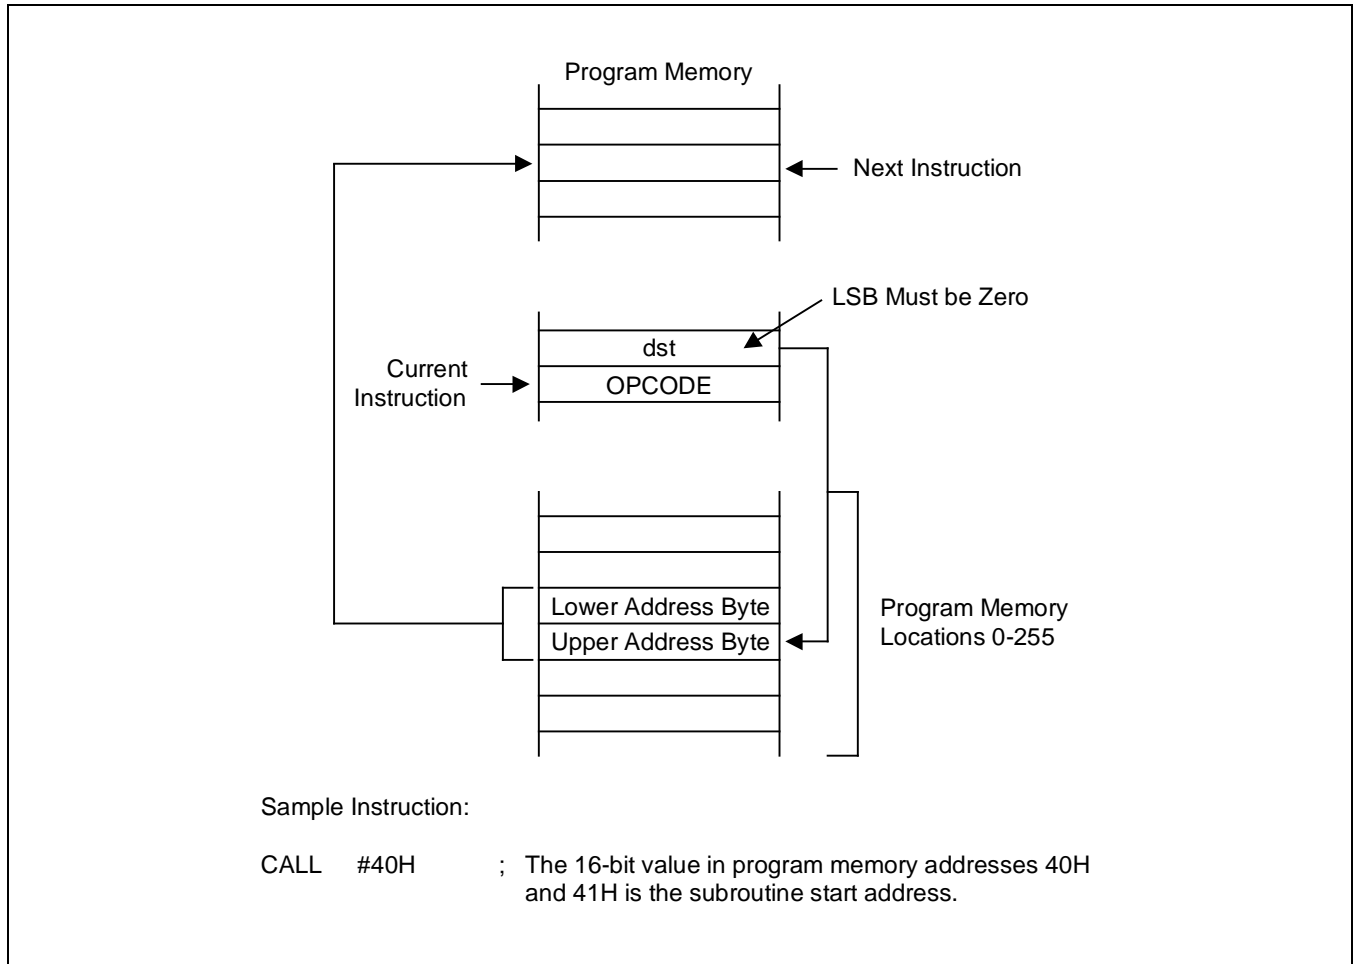 Program Memory
Next Instruction
LSB Must be Zero
dst
Current
Instruction
OPCODE
Lower Address Byte
Upper Address Byte
Program Memory
Locations 0-255
Sample Instruction:
CALL #40H ; The 16-bit value in program memory addresses 40H
and 41H is the subroutine start address.